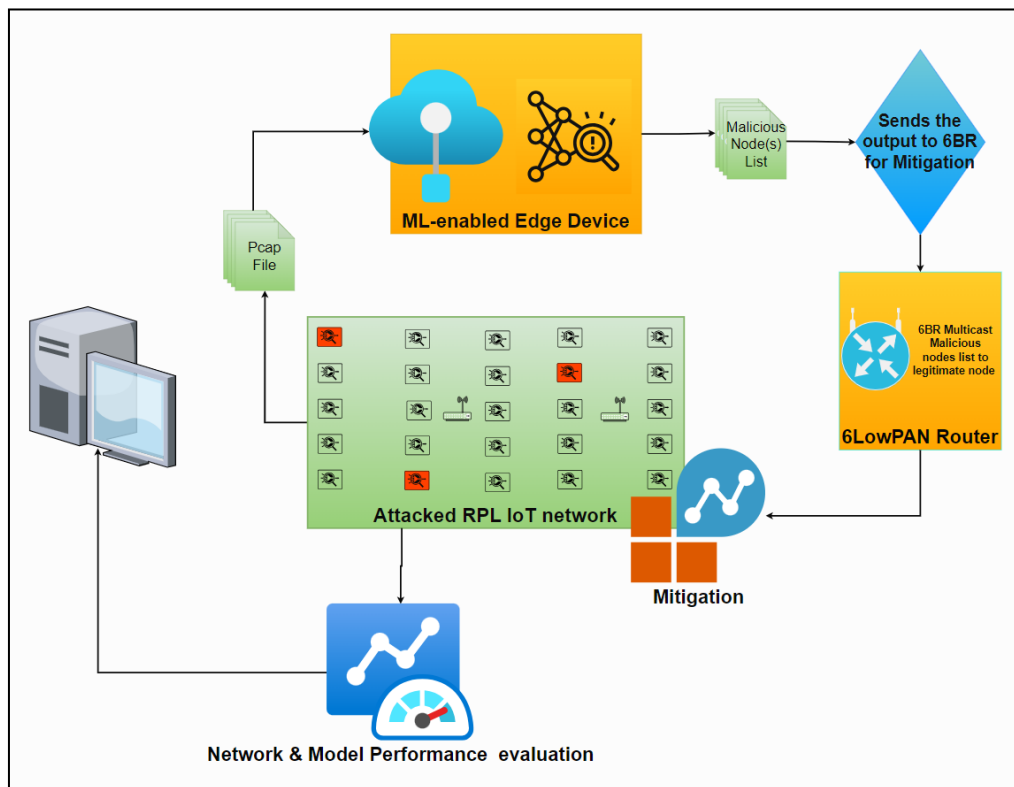 Malicious
Node(s)
List
Sends the
output to 6BR
for Mitigation
ML-enabled Edge Device
Pcap
File
6BR Multicast
Malicious
nodes list to
legitimate node
6LowPAN Router
Attacked RPL IoT network
Mitigation
Network & Model Performance evaluation